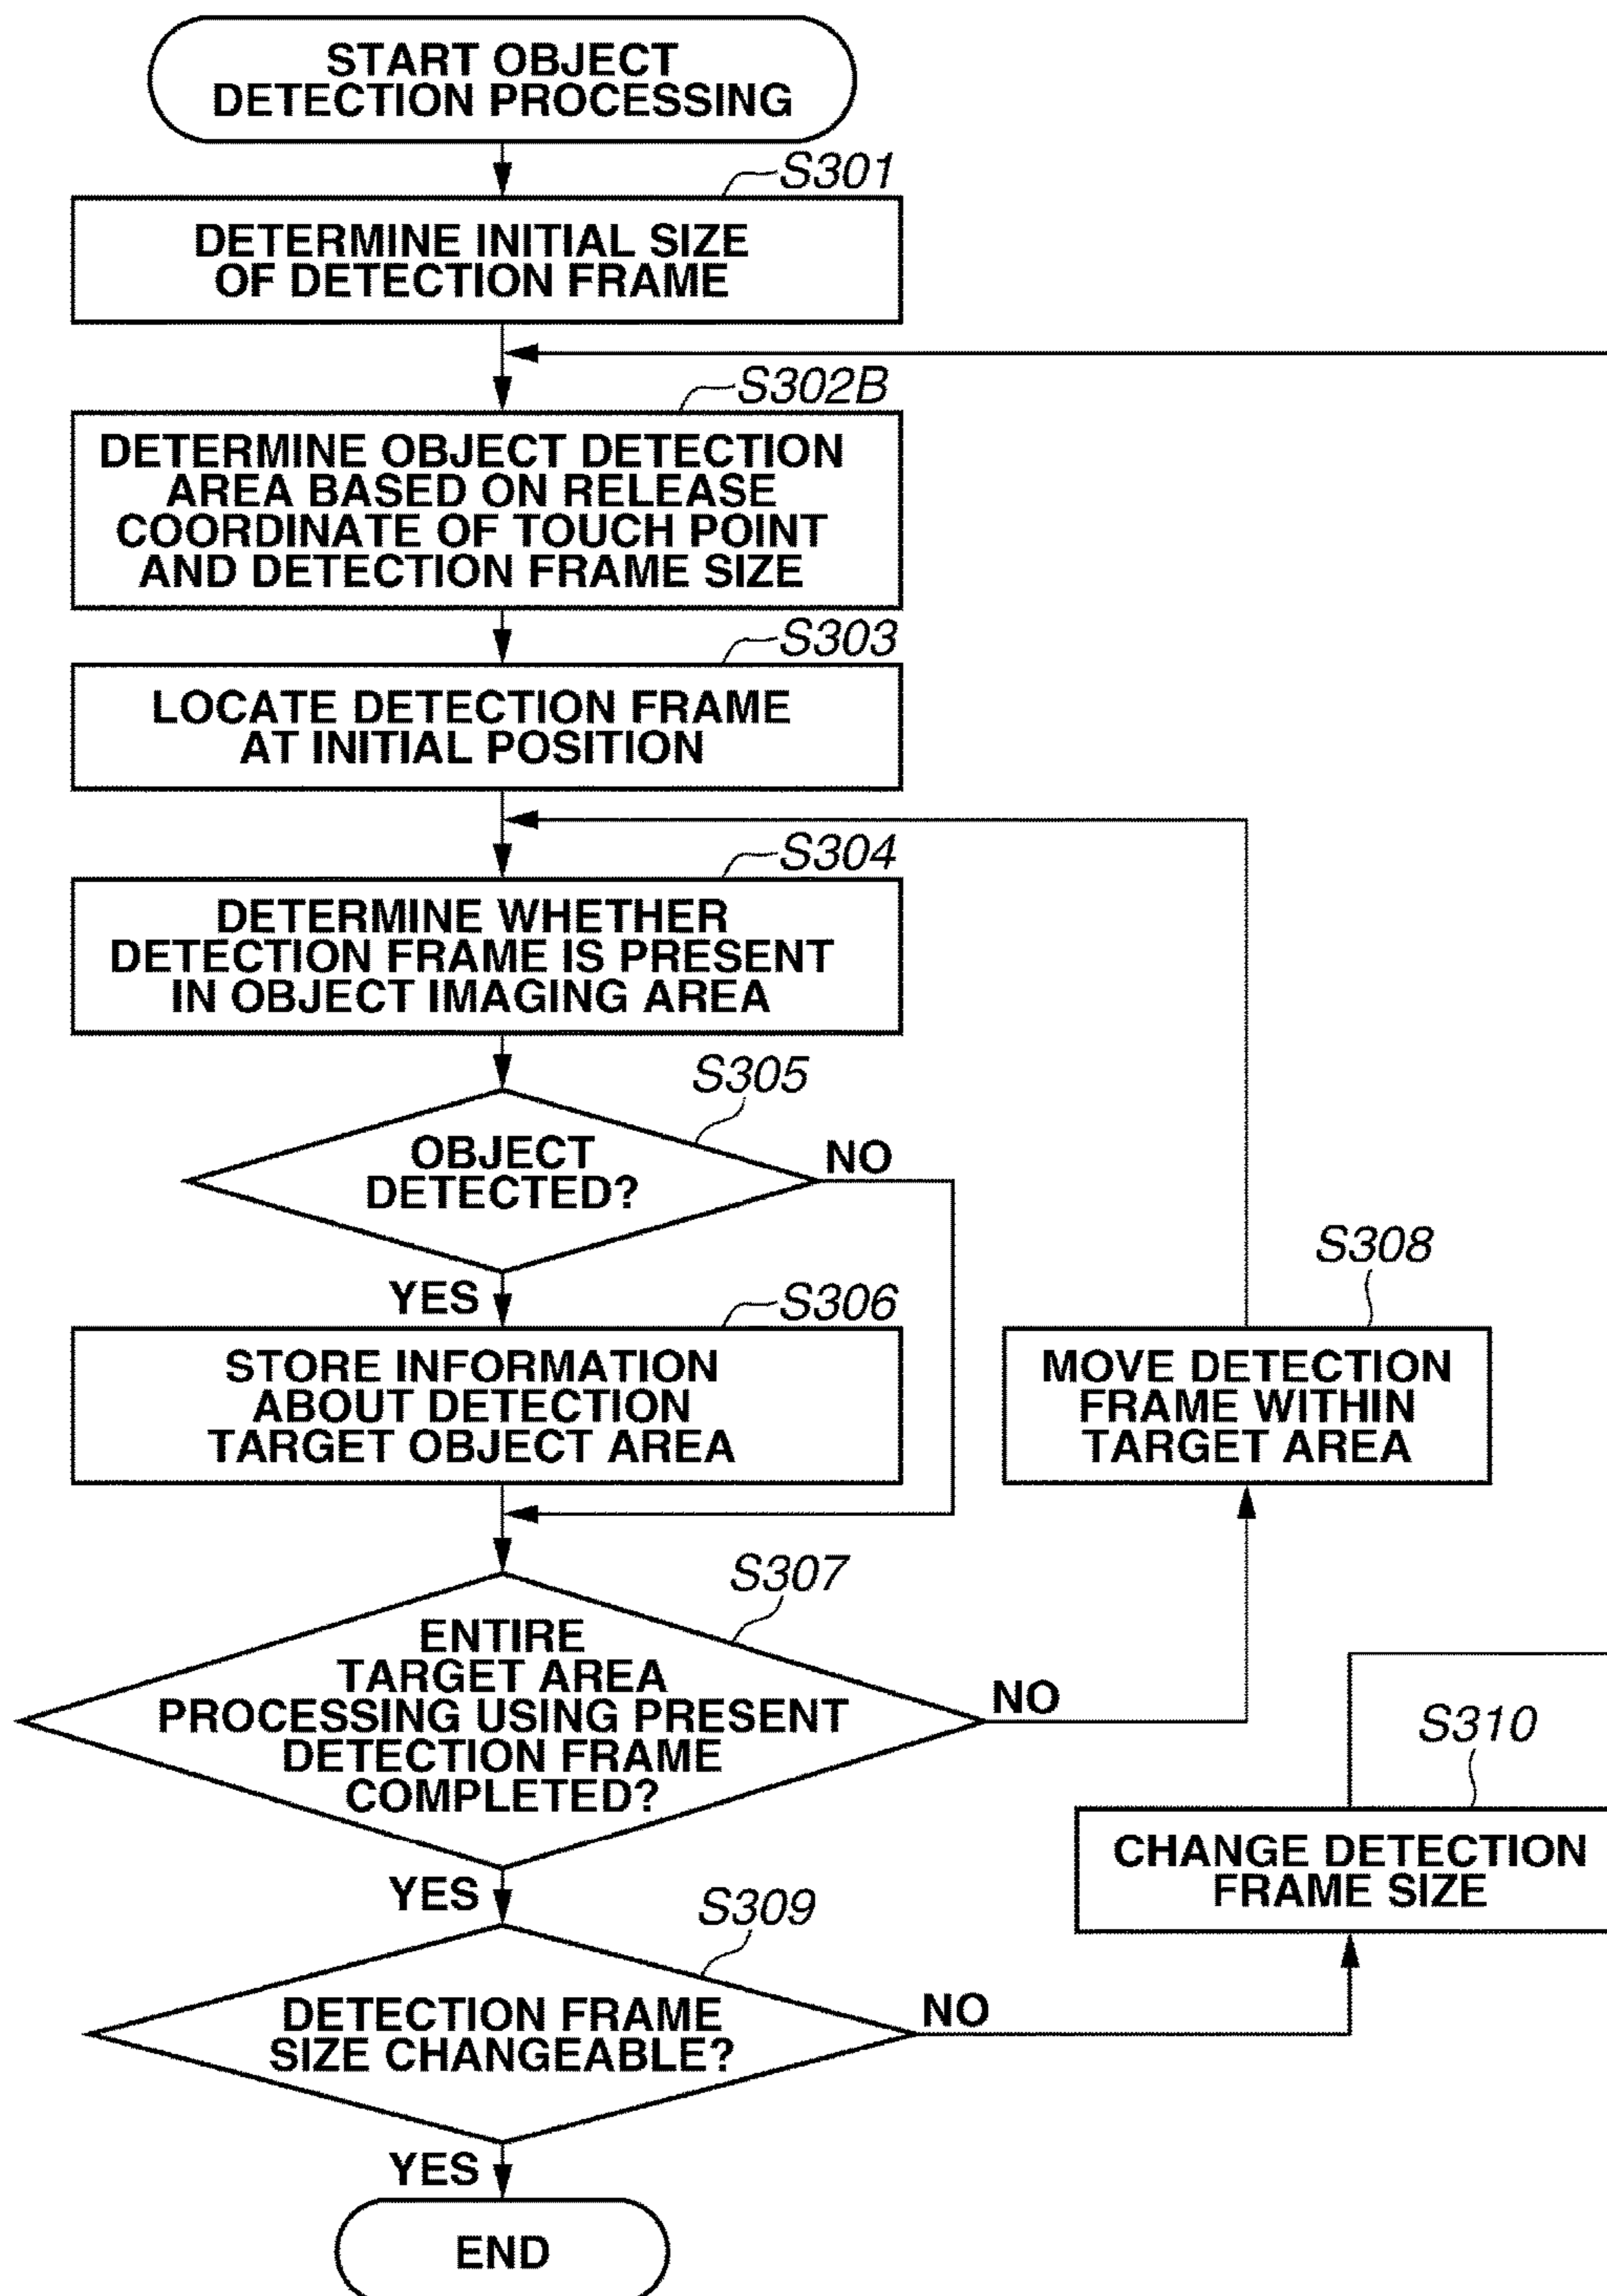 START OBJECT
DETECTION PROCESSING
S301
DETERMINE INITIAL SIZE
OF DETECTION FRAME
S302B
DETERMINE OBJECT DETECTION
AREA BASED ON RELEASE
COORDINATE OF TOUCH POINT
AND DETECTION FRAME SIZE
S303
LOCATE DETECTION FRAME
AT INITIAL POSITION
S304
DETERMINE WHETHER
DETECTION FRAME IS PRESENT
IN OBJECT IMAGING AREA
S305
OBJECT
DETECTED?
NO
YES
S306
STORE INFORMATION
ABOUT DETECTION
TARGET OBJECT AREA
S308
MOVE DETECTION
FRAME WITHIN
TARGET AREA
S307
ENTIRE
TARGET AREA
PROCESSING USING PRESENT
DETECTION FRAME
COMPLETED?
NO
YES
S310
CHANGE DETECTION
FRAME SIZE
S309
DETECTION FRAME
SIZE CHANGEABLE?
NO
YES
END